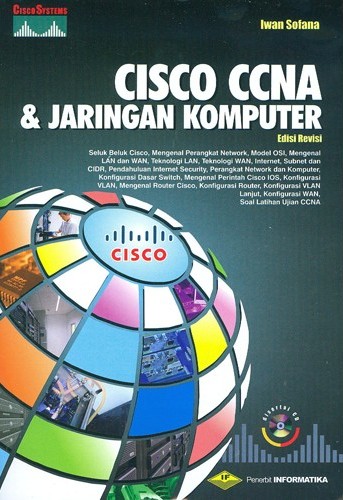 CISCO SYSTEMS
Iwan Sofana
CISCO CCNA
& JARINGAN KOMPUTER
Edisi Revisi
Seluk Beluk Cisco, Mengenal Perangkat Network, Model OSI, Mengenal
LAN dan WAN, Teknologi LAN, Teknologi WAN, Internet, Subnet dan
CIDR, Pendahuluan Internet Security, Perangkat Network dan Komputer,
Konfigurasi Dasar Switch, Mengenal Perintah Cisco IOS, Konfigurasi
VLAN, Mengenal Router Cisco, Konfigurasi Router, Konfigurasi VLAN
Lanjut, Konfigurasi WAN,
Soal Latihan Ujian CCNA
CISCO
disertai CD
IF
Penerbit INFORMATIKA